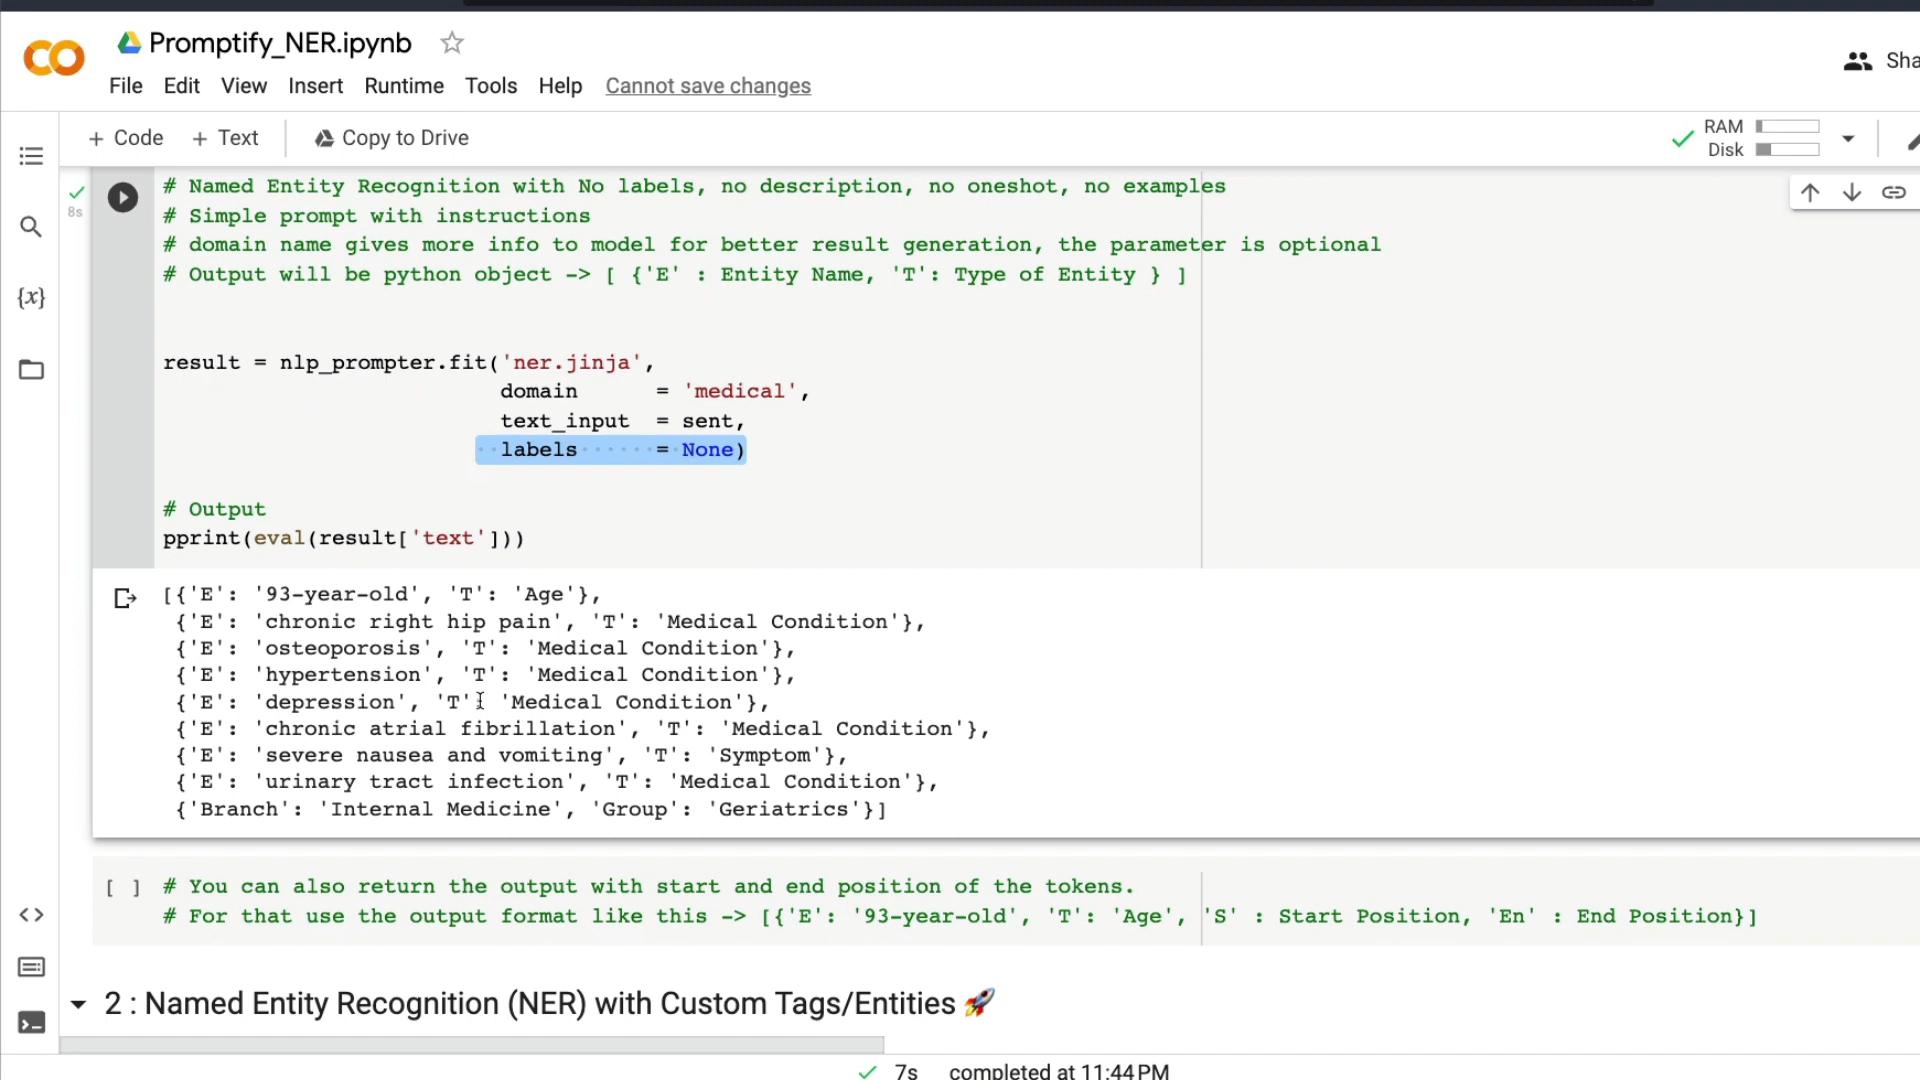 Promptify_NER.ipynb
File Edit View Insert Runtime Tools Help Cannot save changes
Sha
+ Code + Text Copy to Drive
RAM
Disk
8s
# Named Entity Recognition with No labels, no description, no oneshot, no examples
# Simple prompt with instructions
# domain name gives more info to model for better result generation, the parameter is optional
# Output will be python object -> [ {'E' : Entity Name, 'T': Type of Entity } ]
{x}
result = nlp_prompter.fit('ner.jinja',
domain = 'medical',
text_input = sent,
labels = None)
# Output
pprint(eval(result['text']))
[{'E': '93-year-old', 'T': 'Age'},
{'E': 'chronic right hip pain', 'T': 'Medical Condition'},
{'E': 'osteoporosis', 'T': 'Medical Condition'},
{'E': 'hypertension', 'T': 'Medical Condition'},
{'E': 'depression', 'T': 'Medical Condition'},
{'E': 'chronic atrial fibrillation', 'T': 'Medical Condition'},
{'E': 'severe nausea and vomiting', 'T': 'Symptom'},
{'E': 'urinary tract infection', 'T': 'Medical Condition'},
{'Branch': 'Internal Medicine', 'Group': 'Geriatrics'}]
[ ] # You can also return the output with start and end position of the tokens.
# For that use the output format like this -> [{'E': '93-year-old', 'T': 'Age', 'S' : Start Position, 'En' : End Position}]
2 : Named Entity Recognition (NER) with Custom Tags/Entities 🚀
7s completed at 11:44 PM